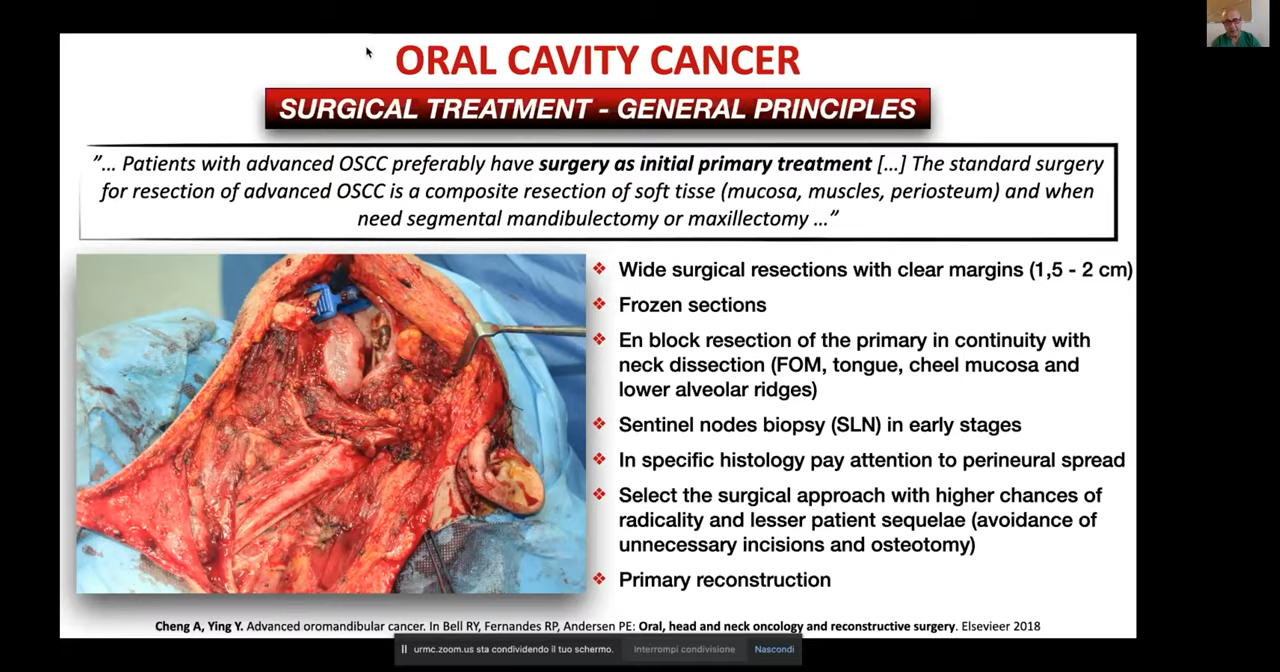 ORAL CAVITY CANCER
SURGICAL TREATMENT - GENERAL PRINCIPLES
"... Patients with advanced OSCC preferably have surgery as initial primary treatment [...] The standard surgery
for resection of advanced OSCC is a composite resection of soft tisse (mucosa, muscles, periosteum) and when
need segmental mandibulectomy or maxillectomy ..."
Wide surgical resections with clear margins (1,5 - 2 cm)
Frozen sections
En block resection of the primary in continuity with
neck dissection (FOM, tongue, cheel mucosa and
lower alveolar ridges)
Sentinel nodes biopsy (SLN) in early stages
In specific histology pay attention to perineural spread
Select the surgical approach with higher chances of
radicality and lesser patient sequelae (avoidance of
unnecessary incisions and osteotomy)
Primary reconstruction
Cheng A, Ying Y. Advanced oromandibular cancer. In Bell RY, Fernandes RP, Andersen PE: Oral, head and neck oncology and reconstructive surgery. Elsevieer 2018
urmc.zoom.us sta condividendo il tuo schermo.
Interrompi condivisione
Nascondi